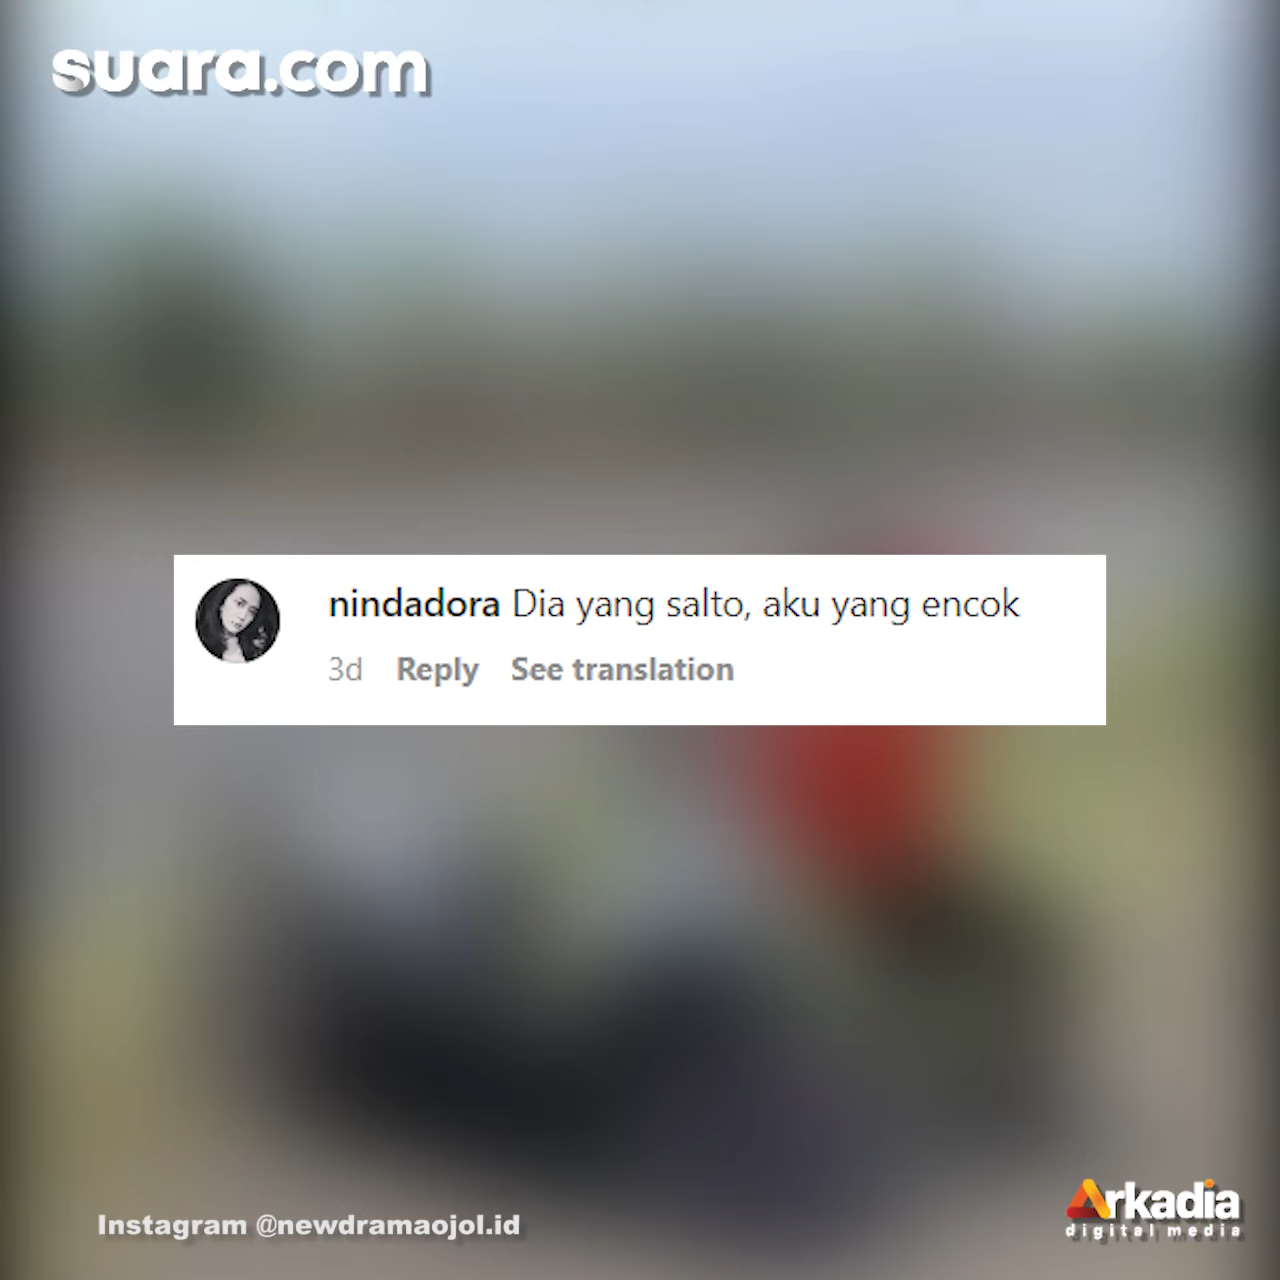 suara.com
nindadora Dia yang salto, aku yang encok
3d Reply See translation
Instagram @newdramaojol.id
Arkadia
digital media